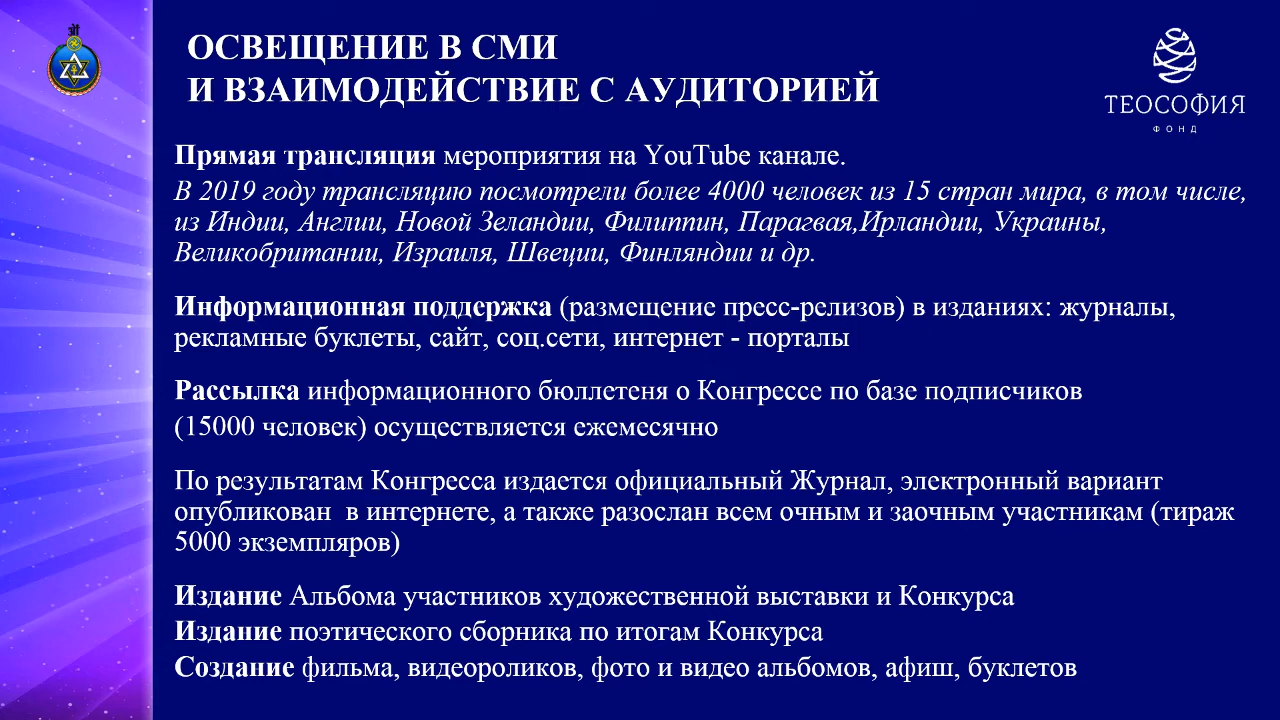 ОСВЕЩЕНИЕ В СМИ
И ВЗАИМОДЕЙСТВИЕ С АУДИТОРИЕЙ
ТЕОСОФИЯ
ФОНД
Прямая трансляция мероприятия на YouTube канале.
В 2019 году трансляцию посмотрели более 4000 человек из 15 стран мира, в том числе,
из Индии, Англии, Новой Зеландии, Филиппин, Парагвая,Ирландии, Украины,
Великобритании, Израиля, Швеции, Финляндии и др.
Информационная поддержка (размещение пресс-релизов) в изданиях: журналы,
рекламные буклеты, сайт, соц.сети, интернет - порталы
Рассылка информационного бюллетеня о Конгрессе по базе подписчиков
(15000 человек) осуществляется ежемесячно
По результатам Конгресса издается официальный Журнал, электронный вариант
опубликован  в интернете, а также разослан всем очным и заочным участникам (тираж
5000 экземпляров)
Издание Альбома участников художественной выставки и Конкурса
Издание поэтического сборника по итогам Конкурса
Создание фильма, видеороликов, фото и видео альбомов, афиш, буклетов